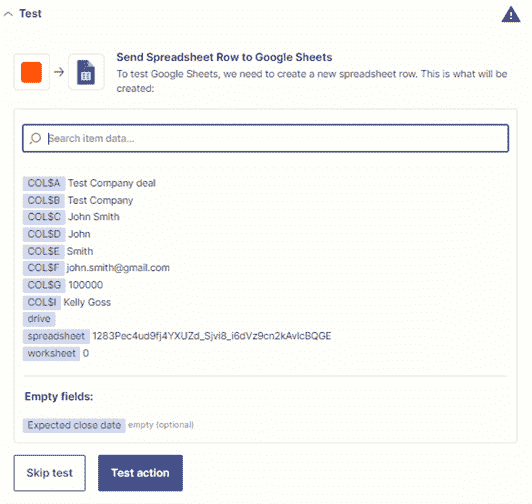 Test
Send Spreadsheet Row to Google Sheets
To test Google Sheets, we need to create a new spreadsheet row. This is what will be
created:
Search item data...
COL$A Test Company deal
COL$B Test Company
COL$C John Smith
COL$D John
COL$E Smith
COL$F john.smith@gmail.com
COL$G 100000
COL$I Kelly Goss
drive
spreadsheet 1283Pec4ud9fj4YXUZd_Sjvi8_i6dVz9cn2kAvlcBQGE
worksheet 0
Empty fields:
Expected close date empty (optional)
Skip test Test action